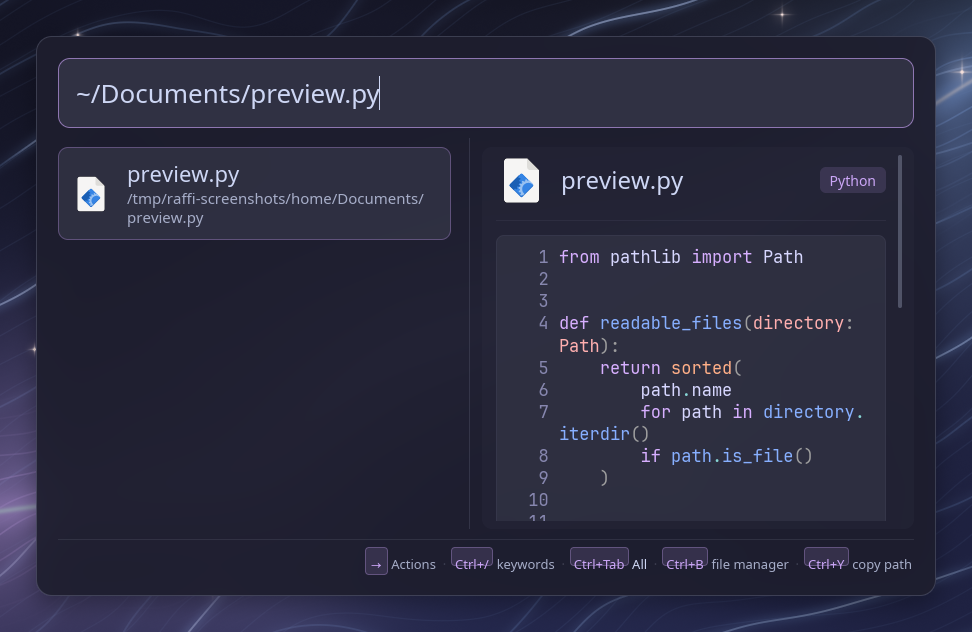 ~/Documents/preview.py
preview.py
/tmp/raffi-screenshots/home/Documents/
preview.py
preview.py
Python
1 from pathlib import Path
2
3
4 def readable_files(directory:
Path):
5     return sorted(
6         path.name
7         for path in directory.
iterdir()
8         if path.is_file()
9     )
10
11
→ Actions · Ctrl+/ keywords · Ctrl+Tab All · Ctrl+B file manager · Ctrl+Y copy path